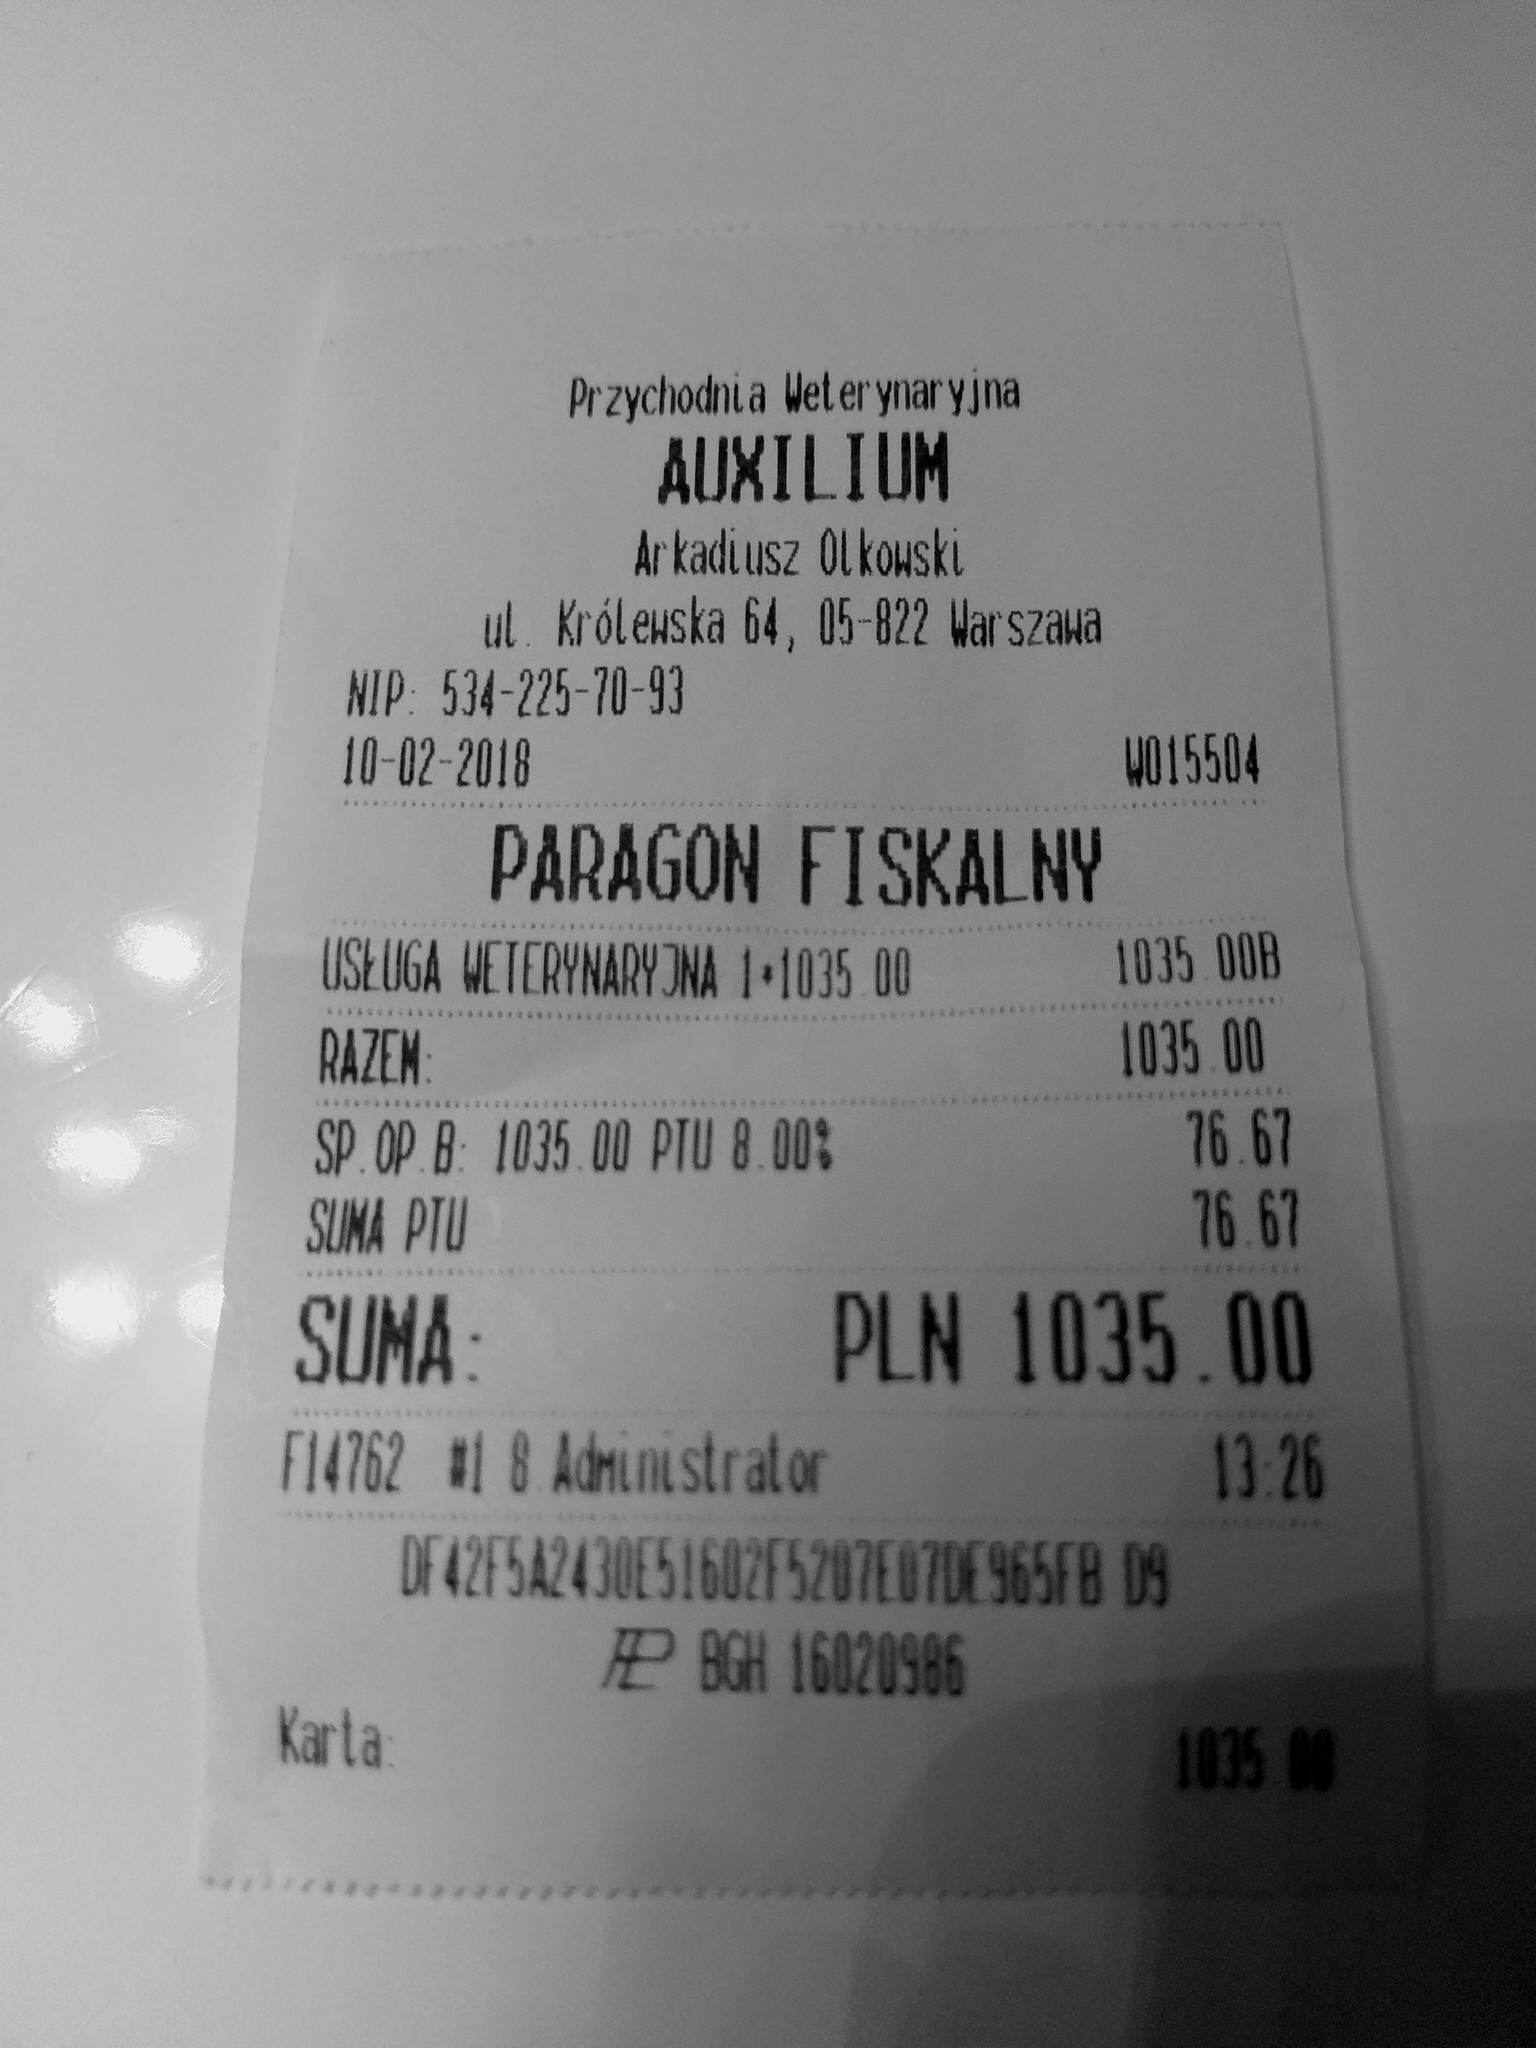 Przychodnia Weterynaryjna
AUXILIUM
Arkadiusz Olkowski
ul. Królewska 64, 05-822 Warszawa
NIP: 534-225-70-93
10-02-2018 W015504
PARAGON FISKALNY
USŁUGA WETERYNARYJNA 1*1035.00 1035.00B
RAZEM: 1035.00
SP.OP.B: 1035.00 PTU 8.00% 76.67
SUMA PTU 76.67
SUMA: PLN 1035.00
F14762 #1 8 Administrator 13:26
DF42F5A2430E51602F5207E07DE965FB D9
BGH 16020986
Karta: 1035.00